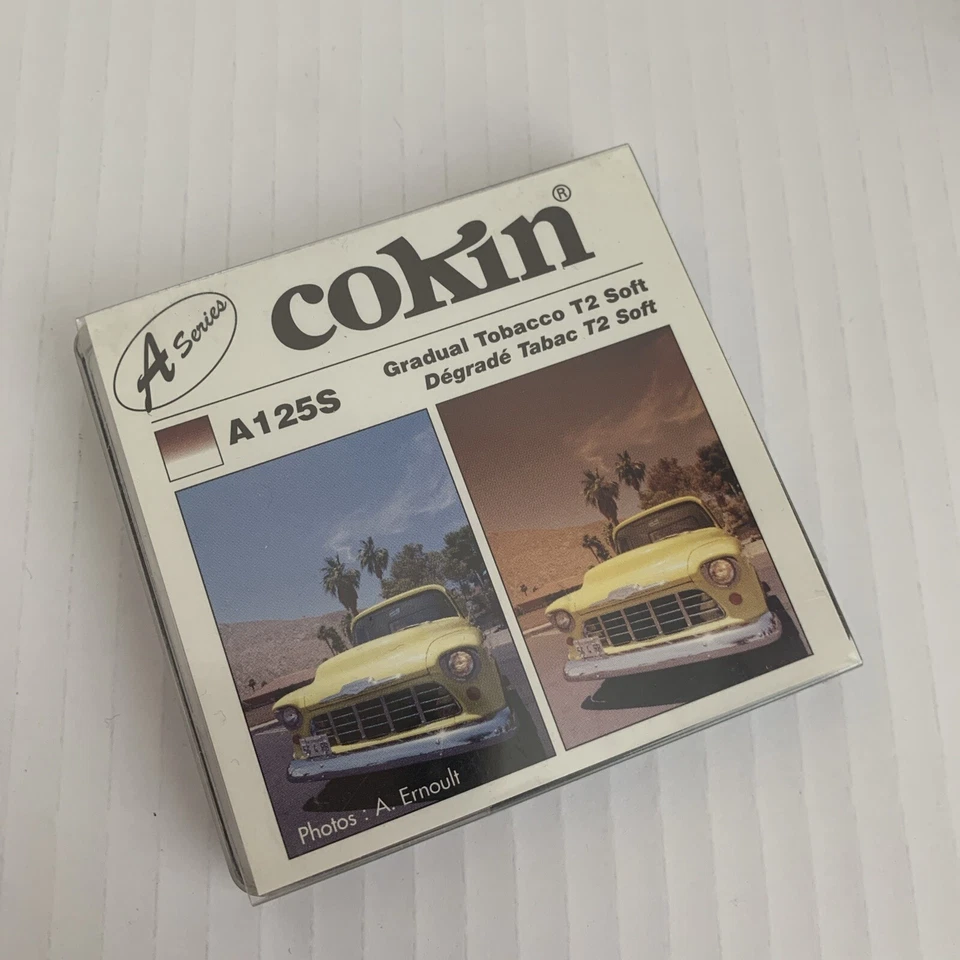 A Series
cokin®
Gradual Tobacco T2 Soft
Dégradé Tabac T2 Soft
A125S
Photos : A. Ernoult